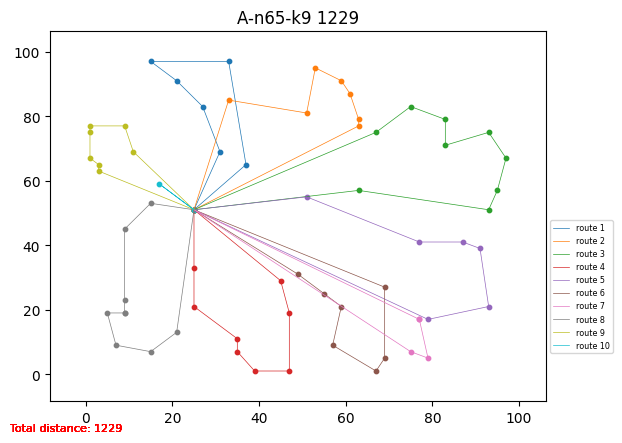 A-n65-k9 1229
100
80
60
40
20
0
0 20 40 60 80 100
route 1
route 2
route 3
route 4
route 5
route 6
route 7
route 8
route 9
route 10
Total distance: 1229